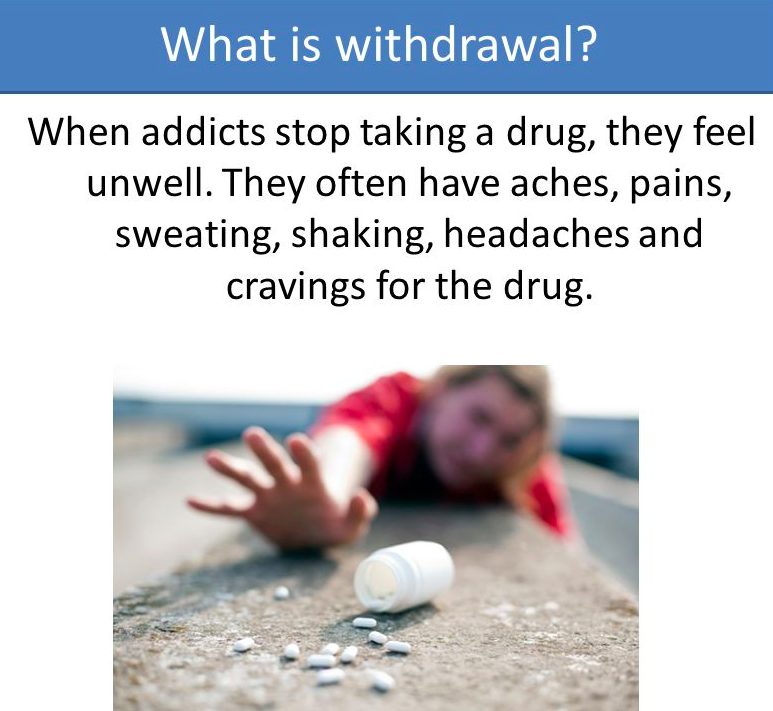 What is withdrawal?
When addicts stop taking a drug, they feel
unwell. They often have aches, pains,
sweating, shaking, headaches and
cravings for the drug.